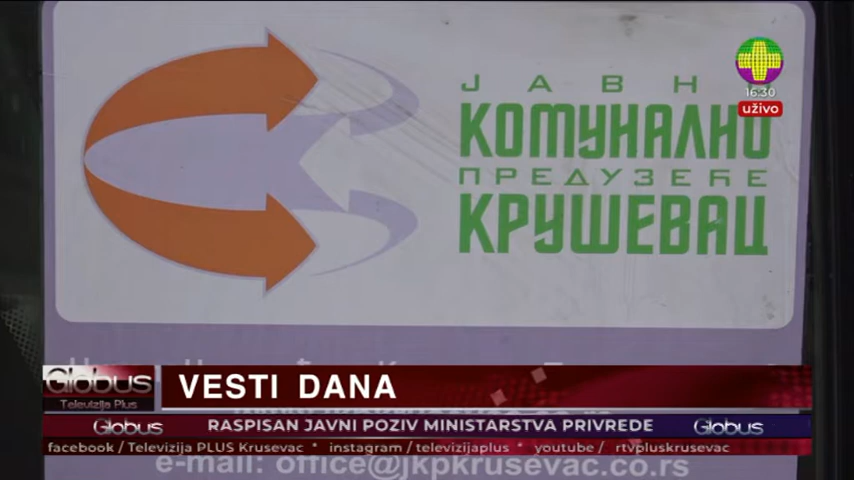 ЈАВН
КОМУНАЛНО
ПРЕДУЗЕЋЕ
КРУШЕВАЦ
16:30
uživo
Globus
Televizija Plus
VESTI DANA
Globus RASPISAN JAVNI POZIV MINISTARSTVA PRIVREDE Globus
facebook / Televizija PLUS Krusevac * instagram / televizijaplus * youtube / rtvpluskrusevac
e-mail: office@jkpkrusevac.co.rs